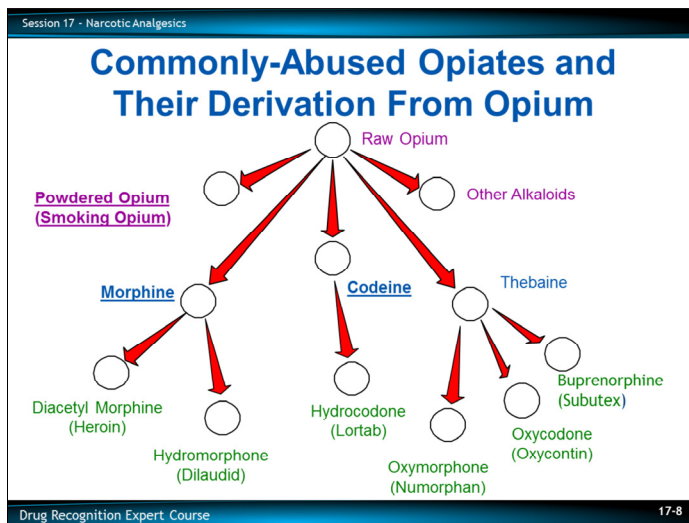 Session 17 - Narcotic Analgesics
Commonly-Abused Opiates and
Their Derivation From Opium
Raw Opium
Powdered Opium
(Smoking Opium)
Other Alkaloids
Morphine
Codeine
Thebaine
Diacetyl Morphine
(Heroin)
Hydromorphone
(Dilaudid)
Hydrocodone
(Lortab)
Oxymorphone
(Numorphan)
Oxycodone
(Oxycontin)
Buprenorphine
(Subutex)
Drug Recognition Expert Course
17-8